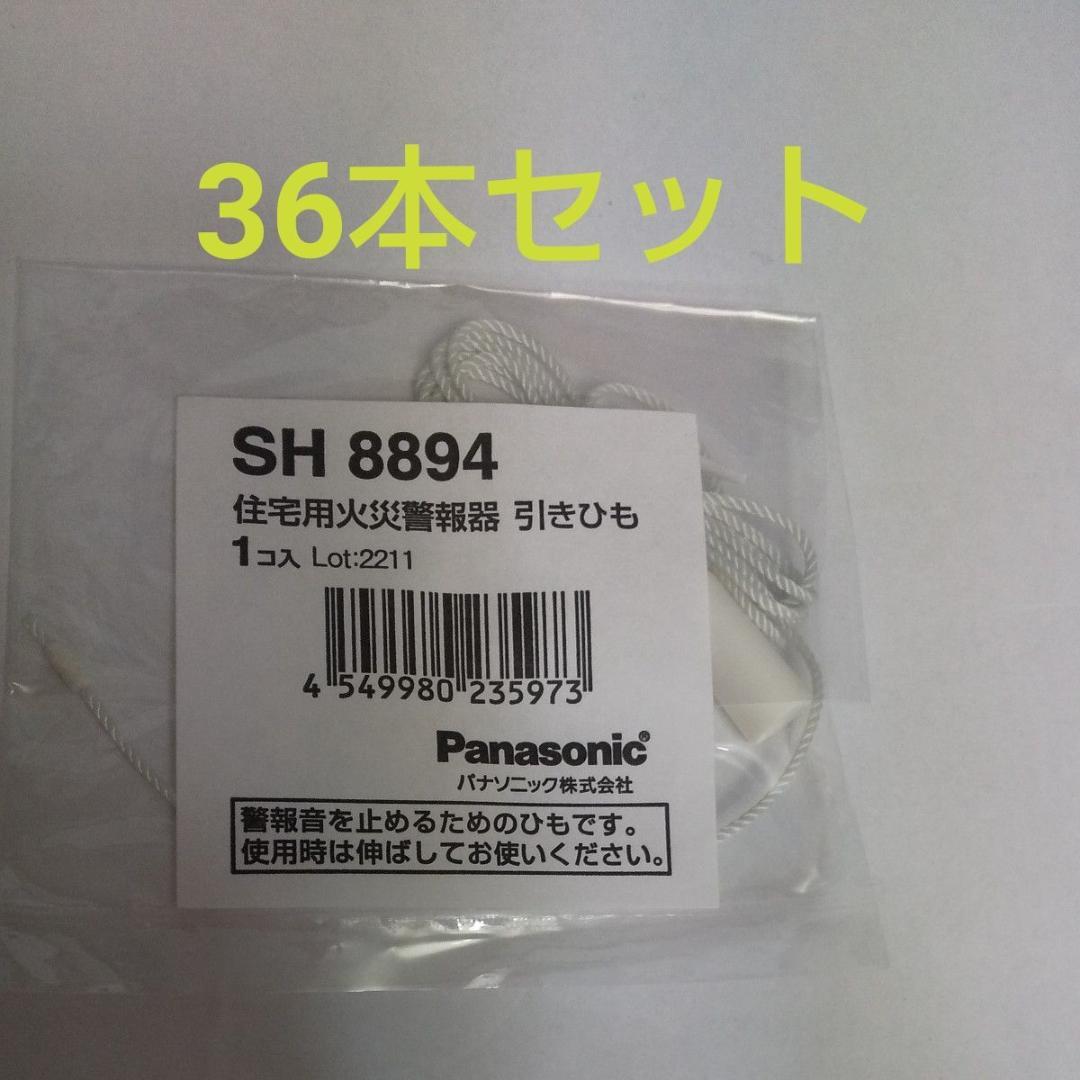 36本セット
SH 8894
住宅用火災警報器 引きひも
1コ入 Lot:2211
4 549980 235973
Panasonic®
パナソニック株式会社
警報音を止めるためのひもです。
使用時は伸ばしてお使いください。